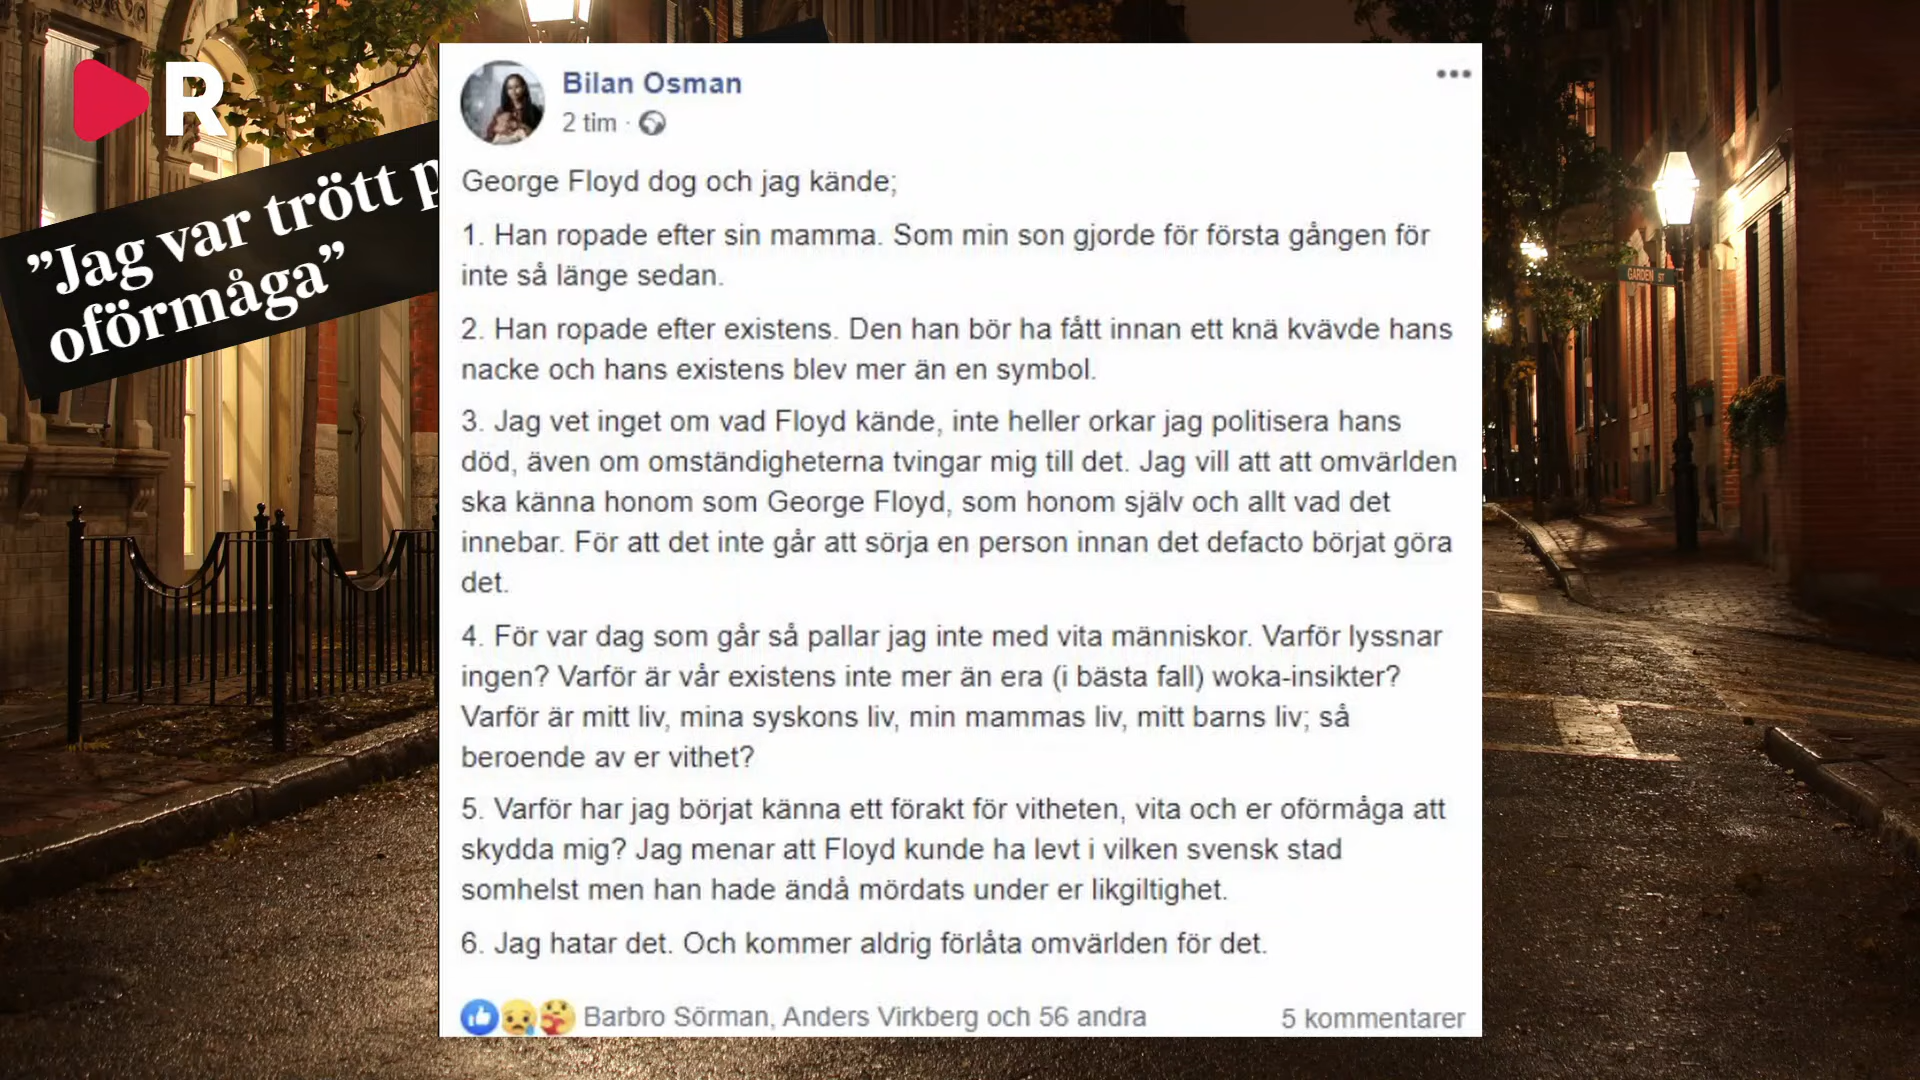 R
”Jag var trött p
oförmåga”
Bilan Osman
2 tim ·
George Floyd dog och jag kände;
1. Han ropade efter sin mamma. Som min son gjorde för första gången för
inte så länge sedan.
2. Han ropade efter existens. Den han bör ha fått innan ett knä kvävde hans
nacke och hans existens blev mer än en symbol.
3. Jag vet inget om vad Floyd kände, inte heller orkar jag politisera hans
död, även om omständigheterna tvingar mig till det. Jag vill att att omvärlden
ska känna honom som George Floyd, som honom själv och allt vad det
innebar. För att det inte går att sörja en person innan det defacto börjat göra
det.
4. För var dag som går så pallar jag inte med vita människor. Varför lyssnar
ingen? Varför är vår existens inte mer än era (i bästa fall) woka-insikter?
Varför är mitt liv, mina syskons liv, min mammas liv, mitt barns liv; så
beroende av er vithet?
5. Varför har jag börjat känna ett förakt för vitheten, vita och er oförmåga att
skydda mig? Jag menar att Floyd kunde ha levt i vilken svensk stad
somhelst men han hade ändå mördats under er likgiltighet.
6. Jag hatar det. Och kommer aldrig förlåta omvärlden för det.
Barbro Sörman, Anders Virkberg och 56 andra
5 kommentarer
GARDEN ST